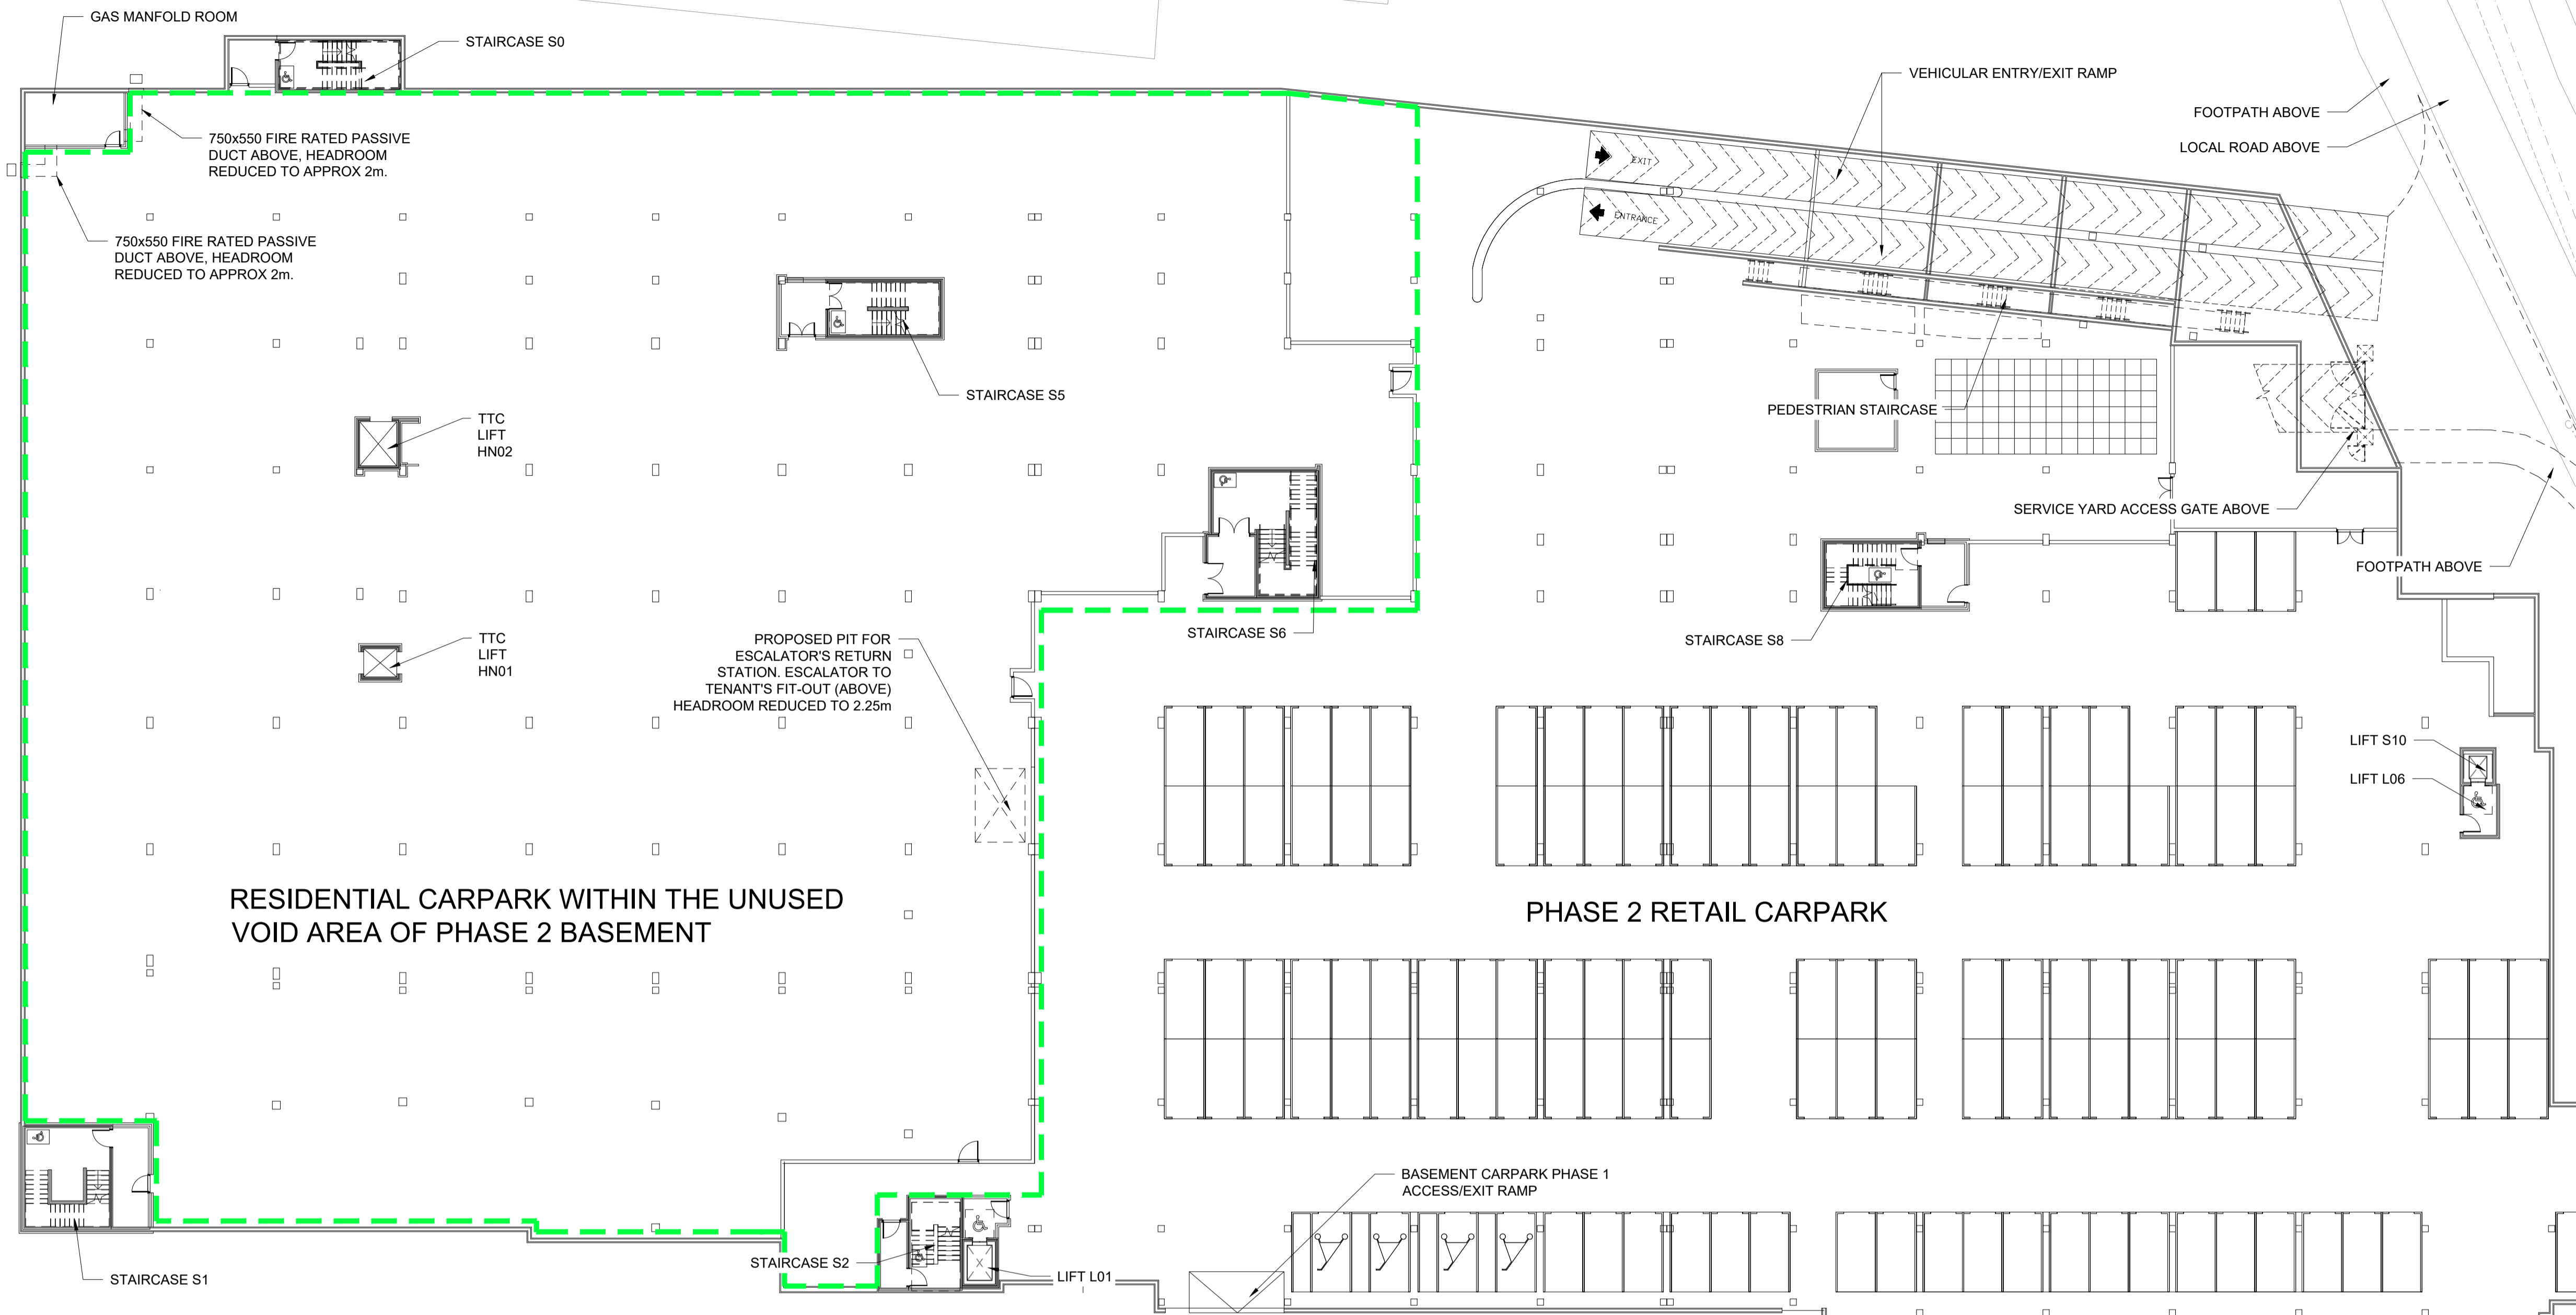 GAS MANFOLD ROOM
STAIRCASE S0
VEHICULAR ENTRY/EXIT RAMP
FOOTPATH ABOVE
LOCAL ROAD ABOVE
750x550 FIRE RATED PASSIVE
DUCT ABOVE, HEADROOM
REDUCED TO APPROX 2m.
EXIT
ENTRANCE
750x550 FIRE RATED PASSIVE
DUCT ABOVE, HEADROOM
REDUCED TO APPROX 2m.
STAIRCASE S5
PEDESTRIAN STAIRCASE
TTC
LIFT
HN02
SERVICE YARD ACCESS GATE ABOVE
FOOTPATH ABOVE
STAIRCASE S6
STAIRCASE S8
TTC
LIFT
HN01
PROPOSED PIT FOR
ESCALATOR'S RETURN
STATION. ESCALATOR TO
TENANT'S FIT-OUT (ABOVE)
HEADROOM REDUCED TO 2.25m
LIFT S10
LIFT L06
RESIDENTIAL CARPARK WITHIN THE UNUSED
VOID AREA OF PHASE 2 BASEMENT
PHASE 2 RETAIL CARPARK
BASEMENT CARPARK PHASE 1
ACCESS/EXIT RAMP
STAIRCASE S2
STAIRCASE S1
LIFT L01